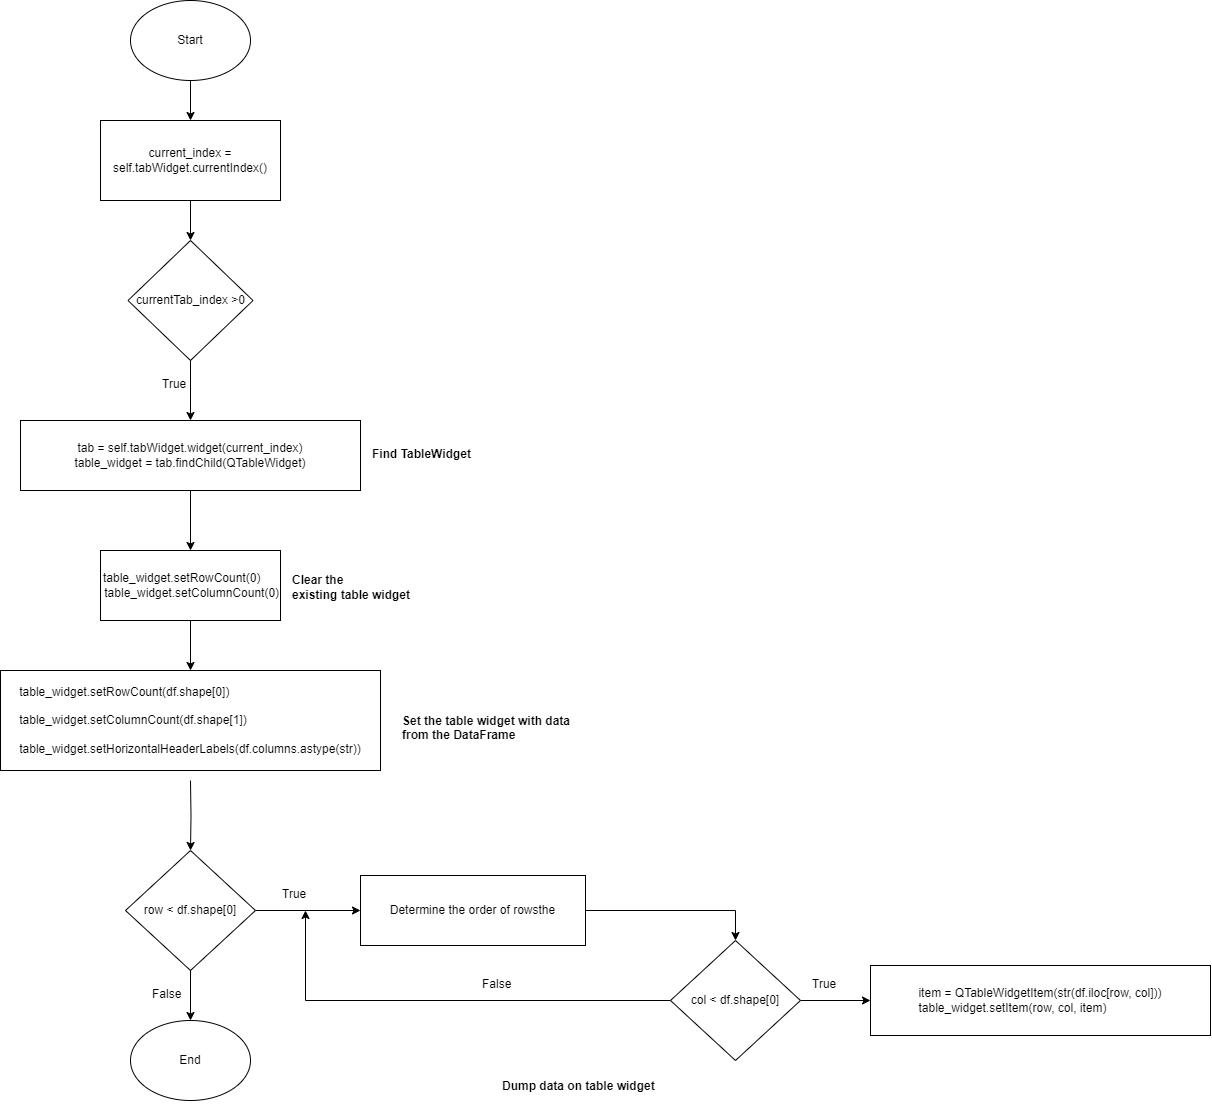 Start
current_index =
self.tabWidget.currentIndex()
currentTab_index >0
True
tab = self.tabWidget.widget(current_index)
table_widget = tab.findChild(QTableWidget)
Find TableWidget
table_widget.setRowCount(0)
table_widget.setColumnCount(0)
Clear the
existing table widget
table_widget.setRowCount(df.shape[0])
table_widget.setColumnCount(df.shape[1])
table_widget.setHorizontalHeaderLabels(df.columns.astype(str))
Set the table widget with data
from the DataFrame
row < df.shape[0]
True
Determine the order of rowsthe
False
col < df.shape[0]
True
item = QTableWidgetItem(str(df.iloc[row, col]))
table_widget.setItem(row, col, item)
False
End
Dump data on table widget